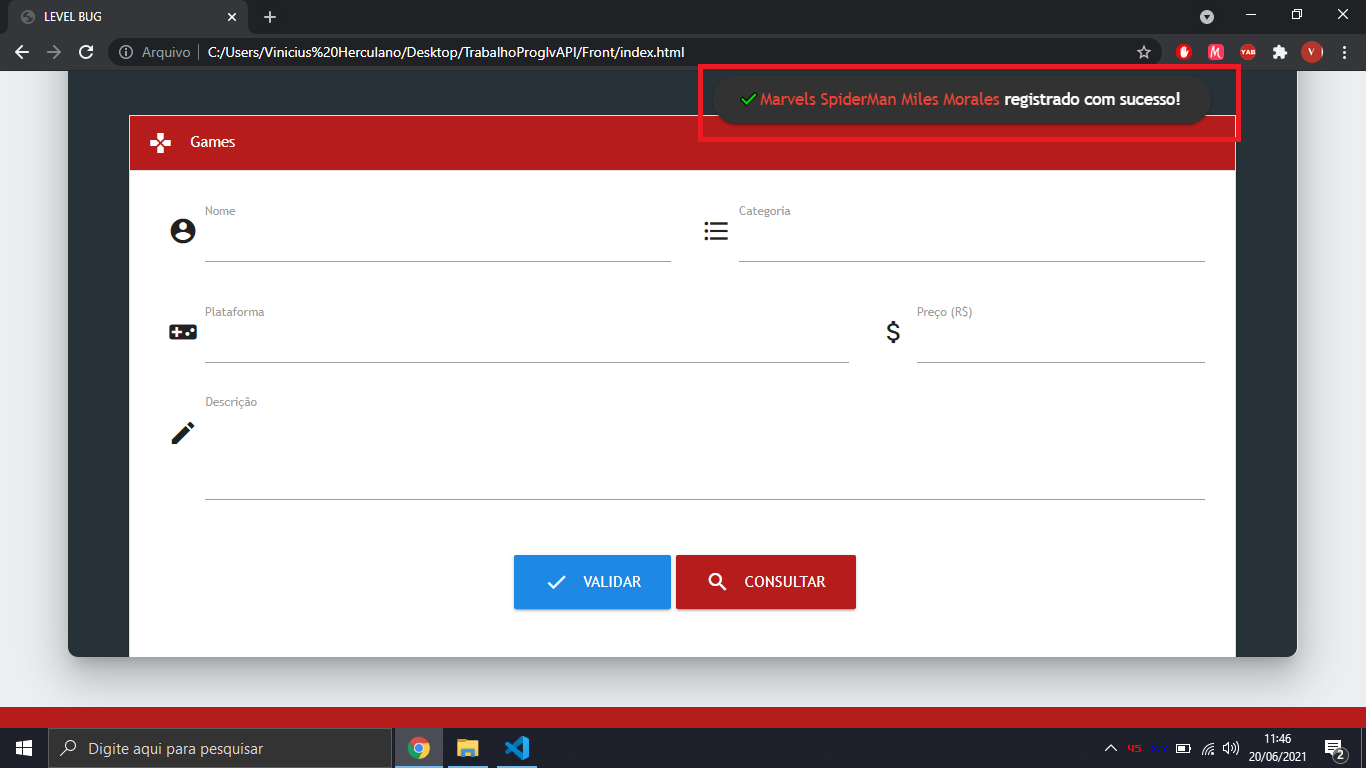 LEVEL BUG
Arquivo
C:/Users/Vinicius%20Herculano/Desktop/TrabalhoProgIvAPI/Front/index.html
YAB
V
Marvels SpiderMan Miles Morales registrado com sucesso!
Games
Nome
Categoria
Plataforma
Preço (R$)
Descrição
VALIDAR
CONSULTAR
Digite aqui para pesquisar
45
11:46
20/06/2021
2